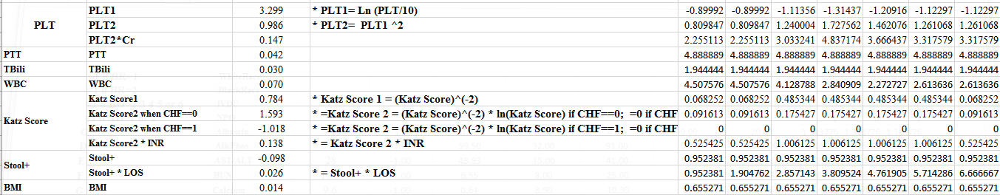 PLT1 3.299 * PLT1= Ln (PLT/10) -0.89992 -0.89992 -1.11356 -1.31437 -1.20916 -1.12297 -1.12297
PLT PLT2 0.986 * PLT2= PLT1 ^2 0.809847 0.809847 1.240004 1.727562 1.462076 1.261068 1.261068
PLT2*Cr 0.147 2.255113 2.255113 3.033241 4.837174 3.666437 3.317579 3.317579
PTT PTT 0.042 4.888889 4.888889 4.888889 4.888889 4.888889 4.888889 4.888889
TBili TBili 0.030 1.944444 1.944444 1.944444 1.944444 1.944444 1.944444 1.944444
WBC WBC 0.070 4.507576 4.507576 4.128788 2.840909 2.272727 2.613636 2.613636
Katz Score1 0.784 * Katz Score 1 = (Katz Score)^(-2) 0.068252 0.068252 0.485344 0.485344 0.485344 0.485344 0.068252
Katz Score Katz Score2 when CHF==0 1.593 * =Katz Score 2 = (Katz Score)^(-2) * ln(Katz Score) if CHF==0; =0 if CHF 0.091613 0.091613 0.175427 0.175427 0.175427 0.175427 0.091613
Katz Score2 when CHF==1 -1.018 * =Katz Score 2 = (Katz Score)^(-2) * ln(Katz Score) if CHF==1; =0 if CHF 0 0 0 0 0 0 0
Katz Score2 * INR 0.138 * = Katz Score 2 * INR 0.525425 0.525425 1.006125 1.006125 1.006125 1.006125 0.525425
Stool+ Stool+ -0.098 0.952381 0.952381 0.952381 0.952381 0.952381 0.952381 0.952381
Stool+ * LOS 0.026 * = Stool+ * LOS 0.952381 1.904762 2.857143 3.809524 4.761905 5.714286 6.666667
BMI BMI 0.014 0.655271 0.655271 0.655271 0.655271 0.655271 0.655271 0.655271